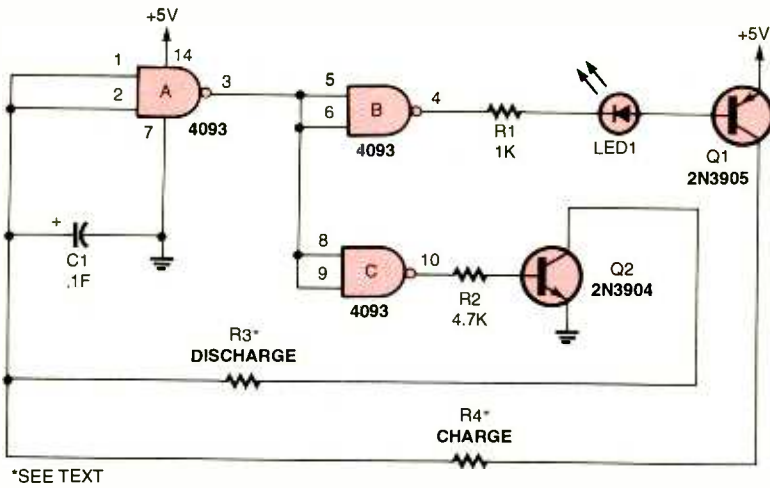 +5V
+5V
14
1
2
A
3
7
4093
5
6
B
4
4093
R1
1K
LED1
Q1
2N3905
+
C1
.1F
8
9
C
10
4093
R2
4.7K
Q2
2N3904
R3*
DISCHARGE
R4*
CHARGE
*SEE TEXT